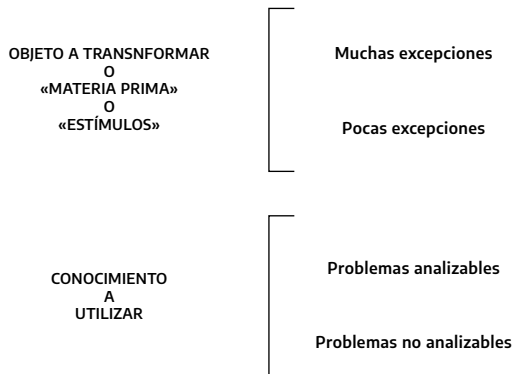 OBJETO A TRANSNFORMAR
O
«MATERIA PRIMA»
O
«ESTÍMULOS»
Muchas excepciones
Pocas excepciones
CONOCIMIENTO
A
UTILIZAR
Problemas analizables
Problemas no analizables